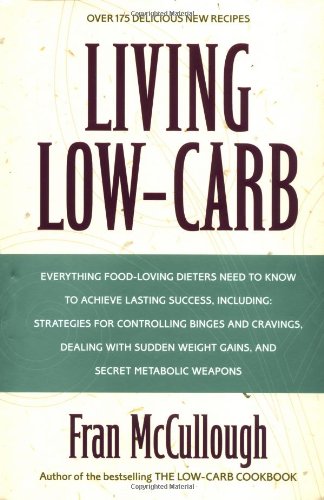 OVER 175 DELICIOUS NEW RECIPES
LIVING
LOW-CARB
EVERYTHING FOOD-LOVING DIETERS NEED TO KNOW
TO ACHIEVE LASTING SUCCESS, INCLUDING:
STRATEGIES FOR CONTROLLING BINGES AND CRAVINGS,
DEALING WITH SUDDEN WEIGHT GAINS, AND
SECRET METABOLIC WEAPONS
Fran McCullough
Author of the bestselling THE LOW-CARB COOKBOOK